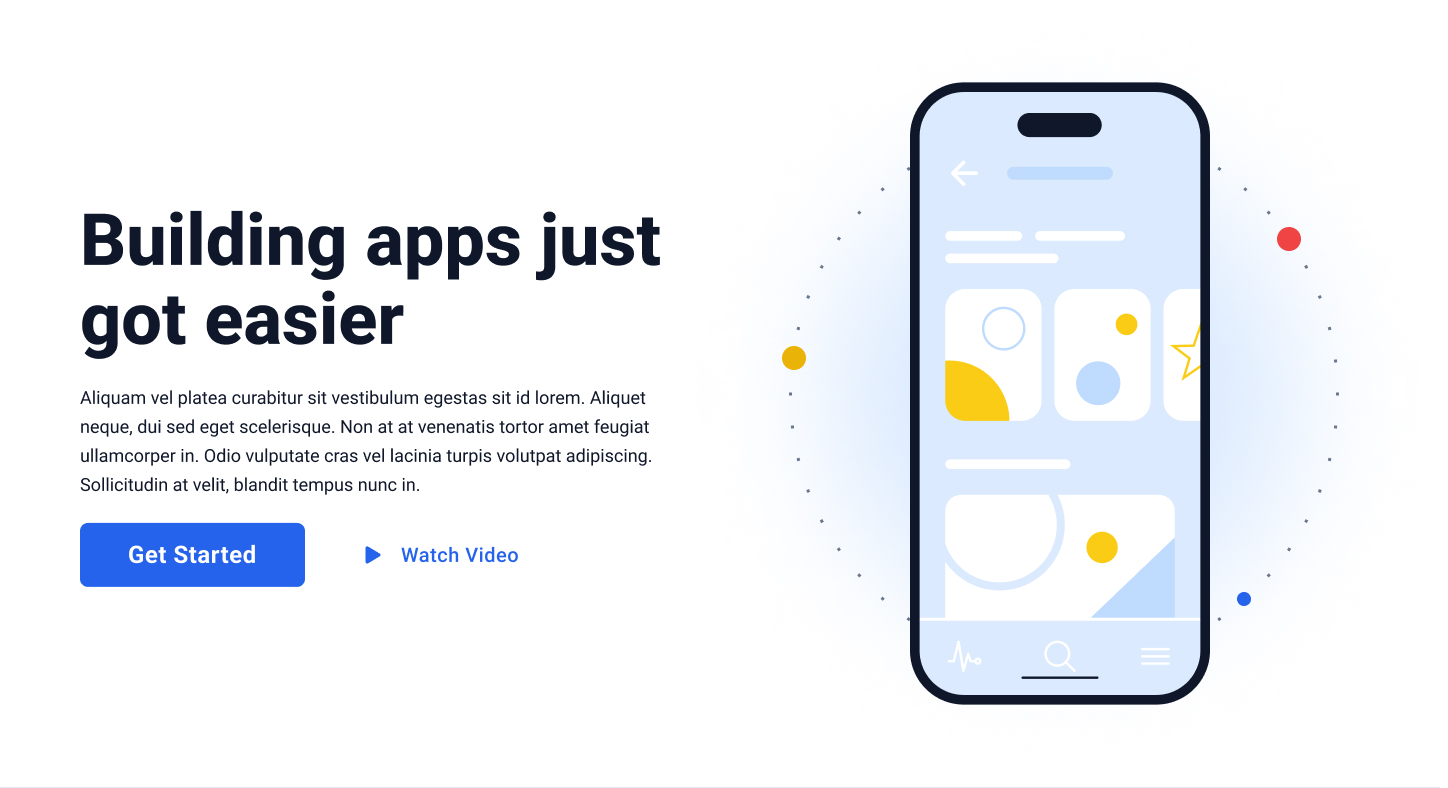 Building apps just
got easier
Aliquam vel platea curabitur sit vestibulum egestas sit id lorem. Aliquet
neque, dui sed eget scelerisque. Non at at venenatis tortor amet feugiat
ullamcorper in. Odio vulputate cras vel lacinia turpis volutpat adipiscing.
Sollicitudin at velit, blandit tempus nunc in.
Get Started
Watch Video